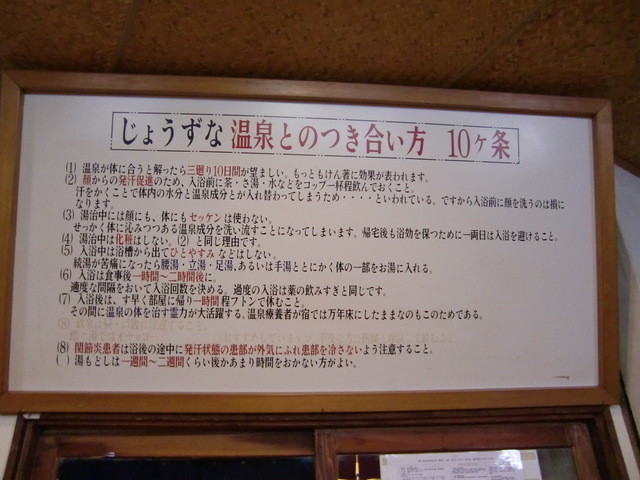 じょうずな温泉とのつき合い方 10ケ条
(1) 温泉が体に合うと解ったら三廻り10日間が望ましい。もっともけん著に効果が表われます。
(2) 顔からの発汗促進のため、入浴前に茶・さ湯・水などをコップ一杯程飲んでおくこと。
汗をかくことで体内の水分と温泉成分とが入れ替わってしまうため・・・・といわれている。ですから入浴前に顔を洗うのは損に
なります。
(3) 湯治中には顔にも、体にもセッケンは使わない。
せっかく体に沁みつつある温泉成分を洗い流すことになってしまいます。帰宅後も浴効を保つために一両日は入浴を避けること。
(4) 湯治中は化粧はしない。(2) と同じ理由です。
(5) 入浴中は浴槽から出てひとやすみなどはしない。
続湯が苦痛になったら腰湯・立湯・足湯、あるいは手湯ととにかく体の一部をお湯に入れる。
(6) 入浴は食事後一時間〜二時間後に。
適度な間隔をおいて入浴回数を決める。過度の入浴は薬の飲みすぎと同じです。
(7) 入浴後は、す早く部屋に帰り一時間程フトンで休むこと。
その間に温泉の体を治す霊力が大活躍する。温泉療養者が宿では万年床にしたままなのもこのためである。
(8) 関節炎患者は浴後の途中に発汗状態の患部が外気にふれ患部を冷さないよう注意すること。
( ) 湯もどしは一週間〜二週間くらい後かあまり時間をおかない方がよい。